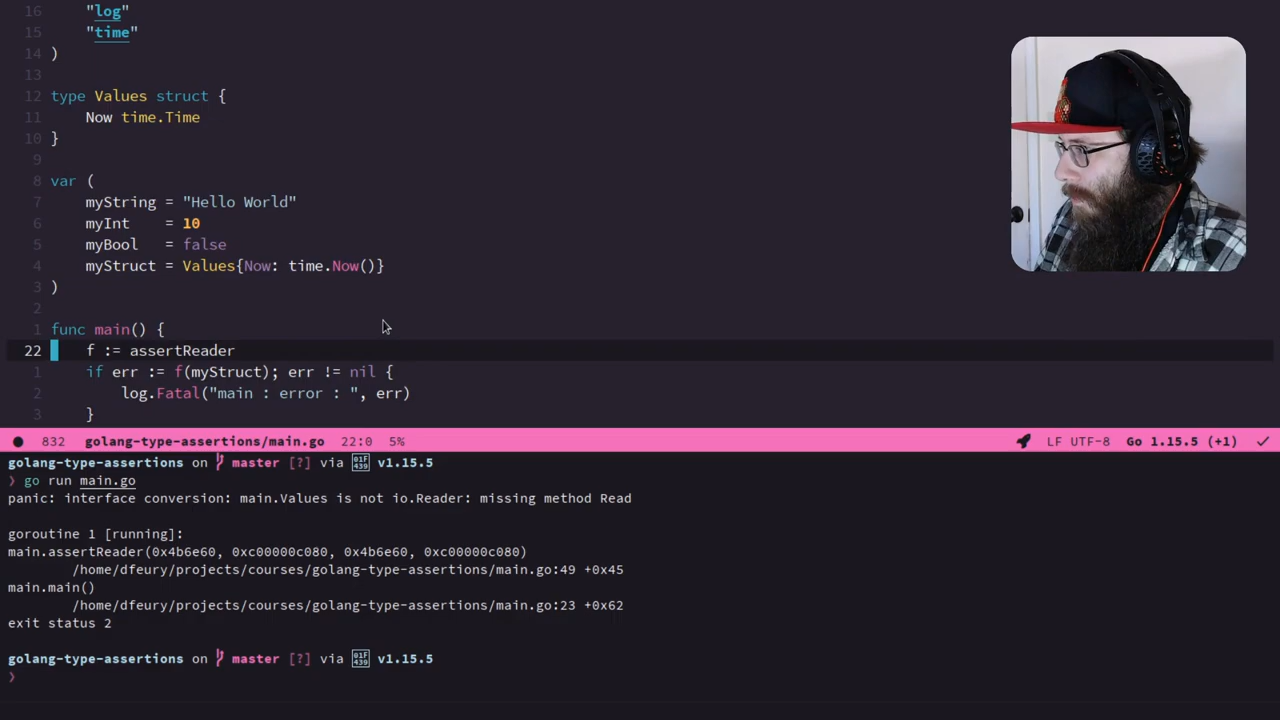 16 "log"
15 "time"
14 )
13
12 type Values struct {
11 Now time.Time
10 }
9
8 var (
7 myString = "Hello World"
6 myInt = 10
5 myBool = false
4 myStruct = Values{Now: time.Now()}
3 )
2
1 func main() {
22 f := assertReader
1 if err := f(myStruct); err != nil {
2 log.Fatal("main : error : ", err)
3 }
832 golang-type-assertions/main.go 22:0 5% LF UTF-8 Go 1.15.5 (+1)
golang-type-assertions on master [?] via 01F439 v1.15.5
❯ go run main.go
panic: interface conversion: main.Values is not io.Reader: missing method Read
goroutine 1 [running]:
main.assertReader(0x4b6e60, 0xc00000c080, 0x4b6e60, 0xc00000c080)
/home/dfeury/projects/courses/golang-type-assertions/main.go:49 +0x45
main.main()
/home/dfeury/projects/courses/golang-type-assertions/main.go:23 +0x62
exit status 2
golang-type-assertions on master [?] via 01F439 v1.15.5
❯